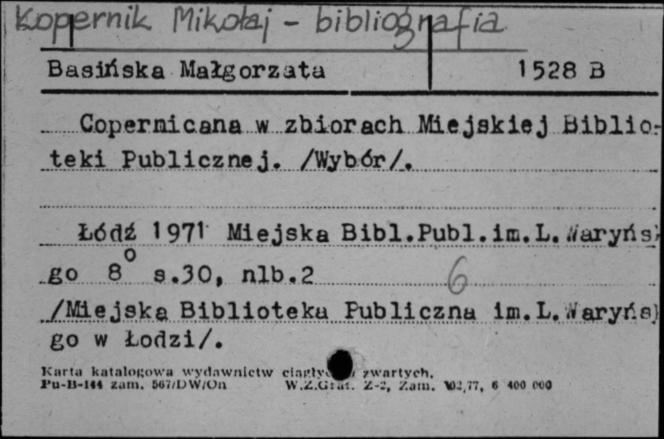 Kopernik Mikołaj - bibliografia
Basińska Małgorzata 1528 B
Copernicana w zbiorach Miejskiej Biblio-
teki Publicznej. /Wybór/.
Łódź 1971 Miejska Bibl.Publ.im.L.Waryńs
go 8° s.30, nlb.2 6
/Miejska Biblioteka Publiczna im.L.Waryńs
go w Łodzi/.
Karta katalogowa wydawnictw zwartych.
Pu-B-144 zam. 567/DW/On W.Z.Graf. Z-2, Zam. 77, 6 400 000